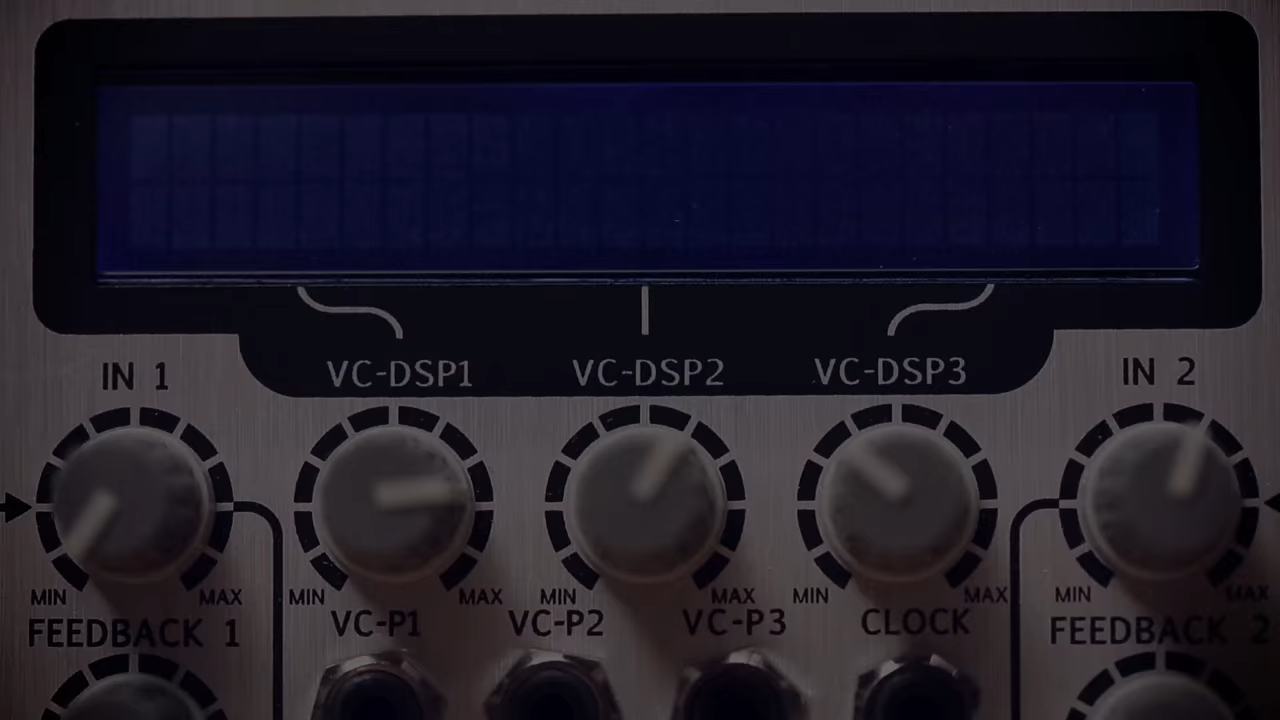 IN 1 VC-DSP1 VC-DSP2 VC-DSP3 IN 2
MIN MAX MIN MAX MIN MAX MIN MAX MIN MAX
FEEDBACK 1 VC-P1 VC-P2 VC-P3 CLOCK FEEDBACK 2